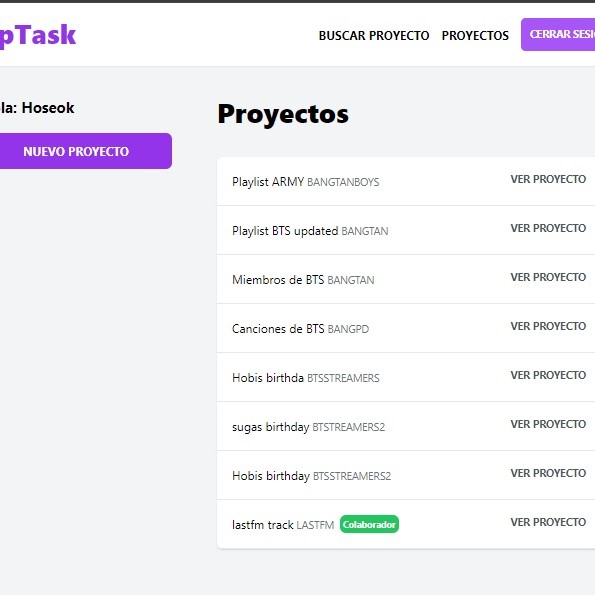 pTask
BUSCAR PROYECTO PROYECTOS CERRAR SESI
la: Hoseok
NUEVO PROYECTO
Proyectos
Playlist ARMY BANGTANBOYS VER PROYECTO
Playlist BTS updated BANGTAN VER PROYECTO
Miembros de BTS BANGTAN VER PROYECTO
Canciones de BTS BANGPD VER PROYECTO
Hobis birthda BTSSTREAMERS VER PROYECTO
sugas birthday BTSTREAMERS2 VER PROYECTO
Hobis birthday BTSSTREAMERS2 VER PROYECTO
lastfm track LASTFM Colaborador VER PROYECTO